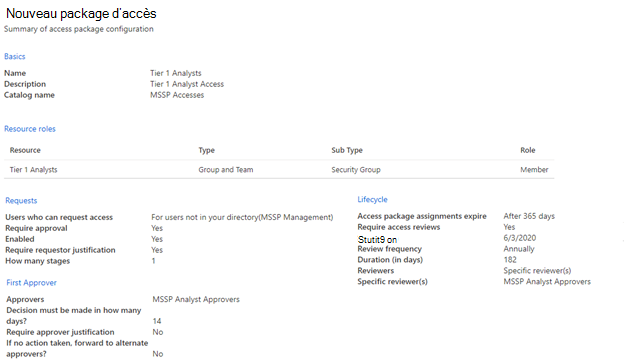 Nouveau package d'accès
Summary of access package configuration
Basics
Name Tier 1 Analysts
Description Tier 1 Analyst Access
Catalog name MSSP Accesses
Resource roles
Resource Type Sub Type Role
Tier 1 Analysts Group and Team Security Group Member
Requests
Users who can request access For users not in your directory(MSSP Management)
Require approval Yes
Enabled Yes
Require requestor justification Yes
How many stages 1
Lifecycle
Access package assignments expire After 365 days
Require access reviews Yes
Stutit9 on 6/3/2020
Review frequency Annually
Duration (in days) 182
Reviewers Specific reviewer(s)
Specific reviewer(s) MSSP Analyst Approvers
First Approver
Approvers MSSP Analyst Approvers
Decision must be made in how many
days? 14
Require approver justification No
If no action taken, forward to alternate
approvers? No